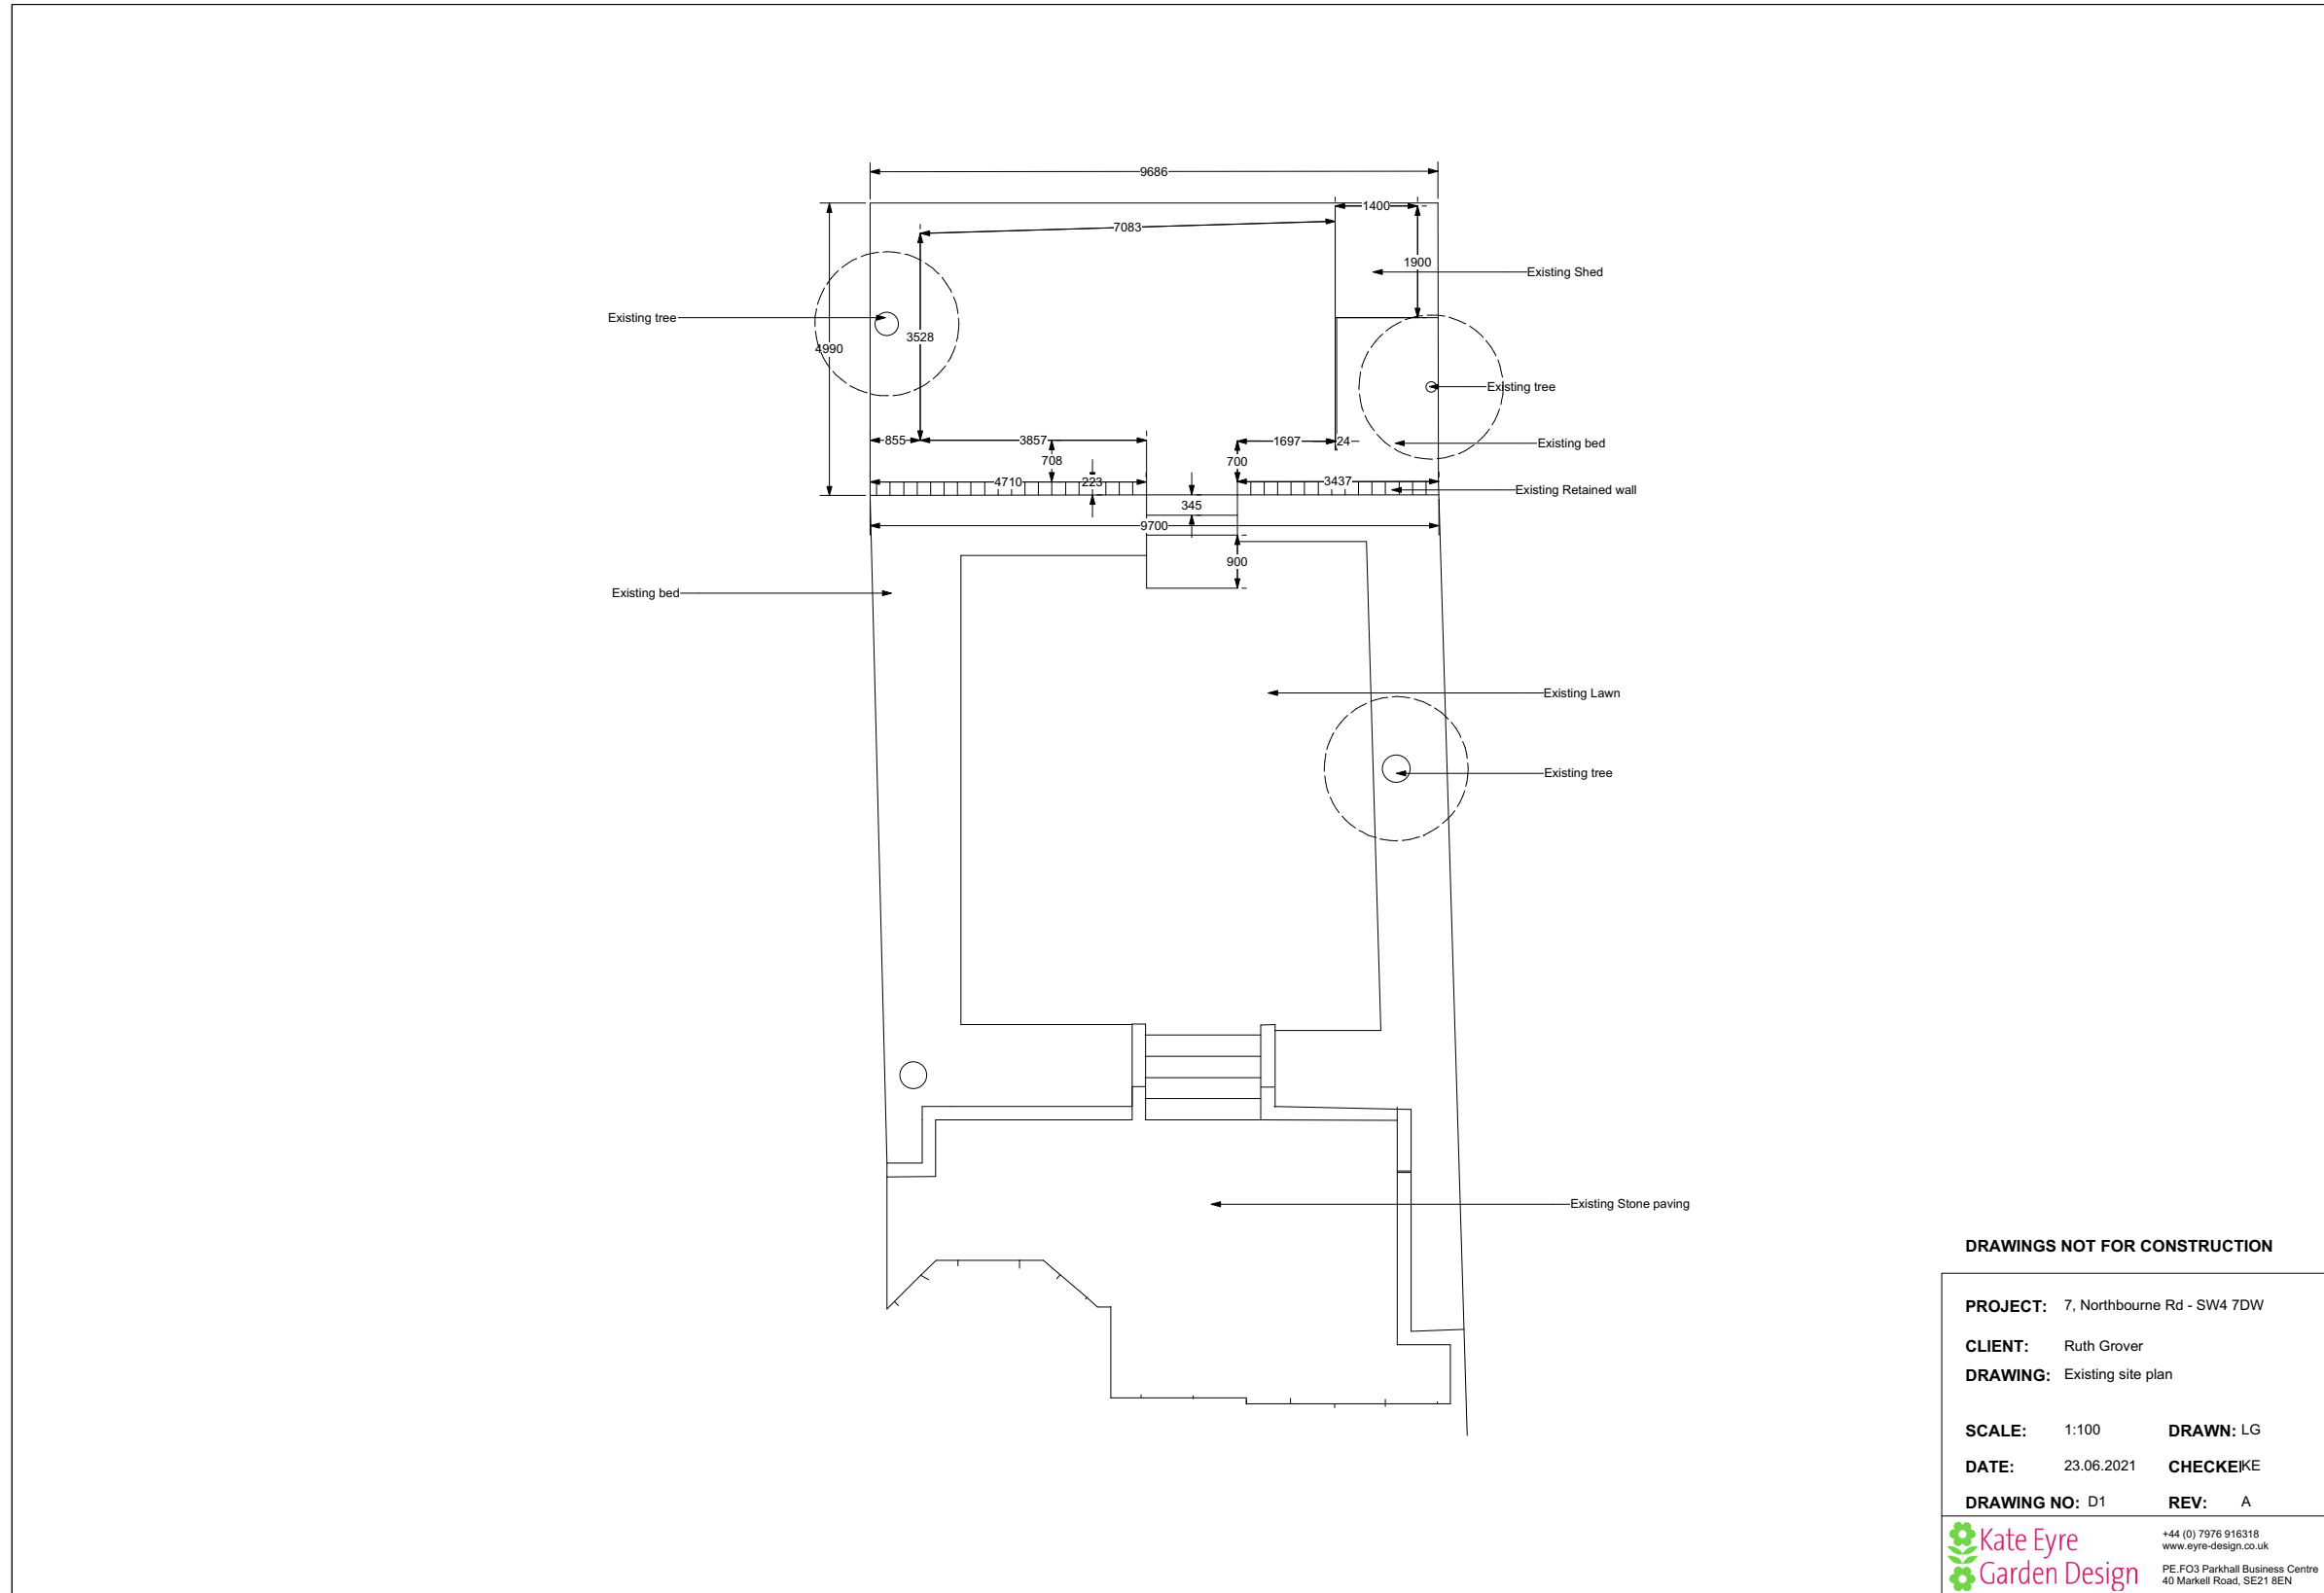 9686
1400
7083
1900
Existing Shed
Existing tree
3528
4990
Existing tree
855
3857
1697
24
Existing bed
708
700
4710
223
3437
Existing Retained wall
345
9700
900
Existing bed
Existing Lawn
Existing tree
Existing Stone paving
DRAWINGS NOT FOR CONSTRUCTION
PROJECT: 7, Northbourne Rd - SW4 7DW
CLIENT: Ruth Grover
DRAWING: Existing site plan
SCALE: 1:100 DRAWN: LG
DATE: 23.06.2021 CHECKE KE
DRAWING NO: D1 REV: A
Kate Eyre
Garden Design
+44 (0) 7976 916318
www.eyre-design.co.uk
PE.FO3 Parkhall Business Centre
40 Markell Road, SE21 8EN